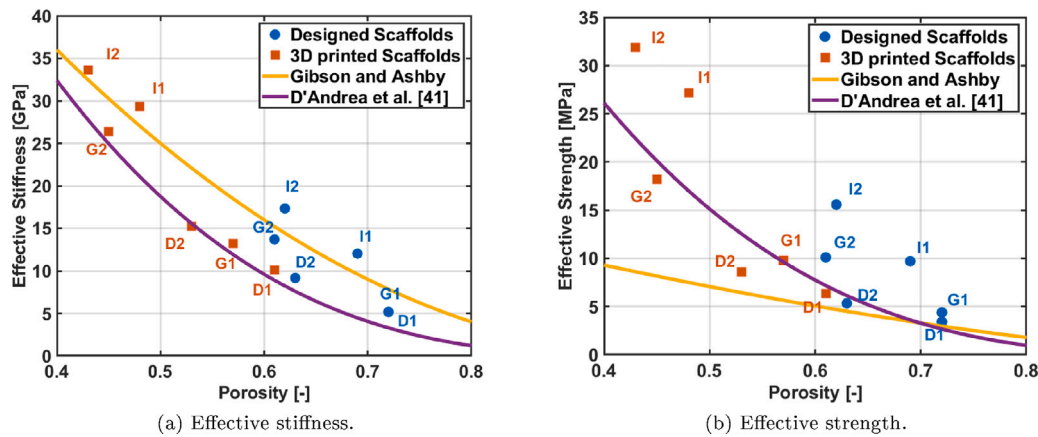 40
35
30
25
20
15
10
5
0
Effective Stiffness [GPa]
Designed Scaffolds
3D printed Scaffolds
Gibson and Ashby
D'Andrea et al. [41]
I2
I1
G2
I2
D2
G2
I1
G1
D2
D1
G1
D1
0.4 0.5 0.6 0.7 0.8
Porosity [-]
(a) Effective stiffness.
35
30
25
20
15
10
5
0
Effective Strength [MPa]
Designed Scaffolds
3D printed Scaffolds
Gibson and Ashby
D'Andrea et al. [41]
I2
I1
G2
I2
G1
G2
I1
D2
D1
D2
G1
D1
0.4 0.5 0.6 0.7 0.8
Porosity [-]
(b) Effective strength.